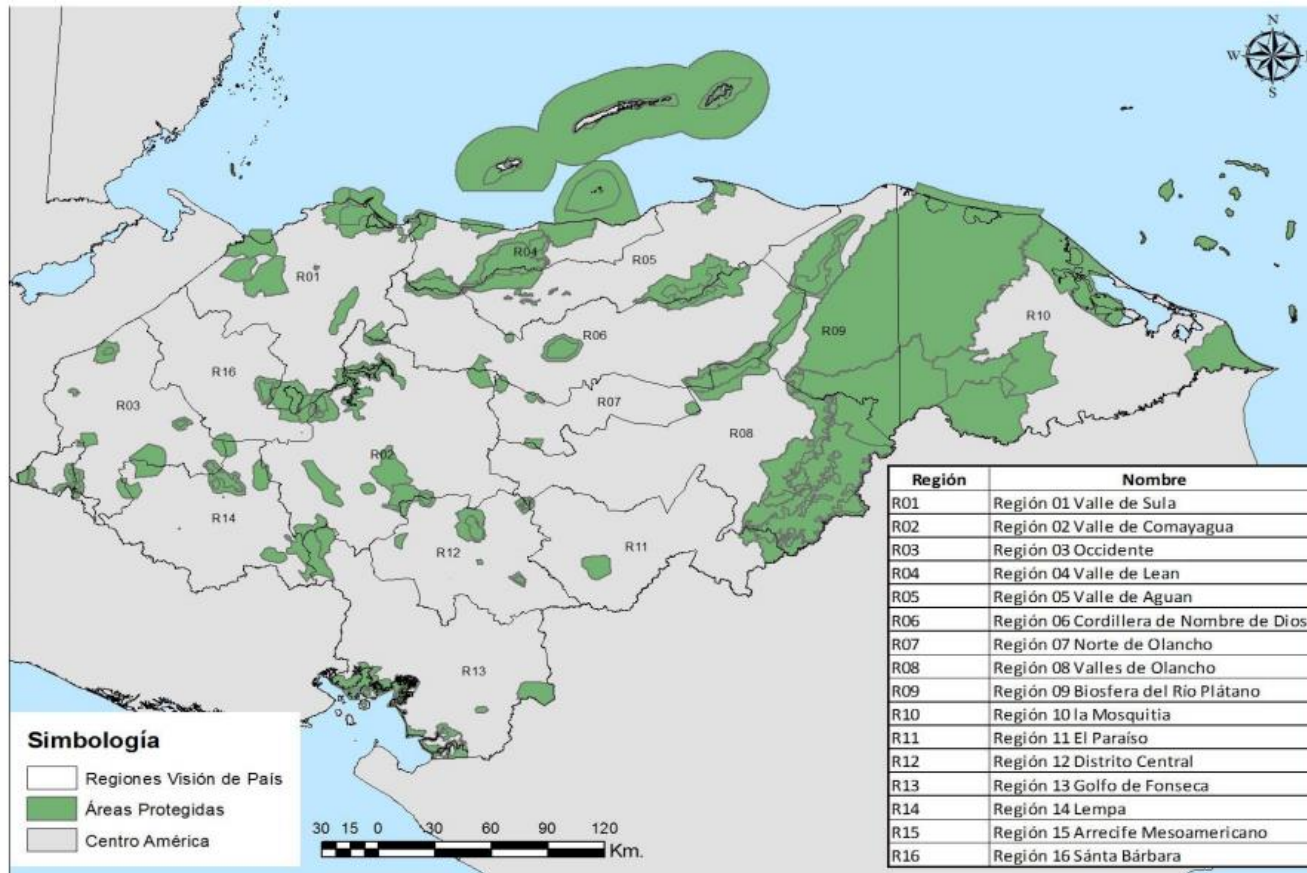 N
W
S
R01
R04
R05
R06
R09
R10
R16
R03
R07
R08
R02
R14
R12
R11
R13
Simbología
Regiones Visión de País
Áreas Protegidas
Centro América
30 15 0 30 60 90 120
Km.
Región Nombre
R01 Región 01 Valle de Sula
R02 Región 02 Valle de Comayagua
R03 Región 03 Occidente
R04 Región 04 Valle de Lean
R05 Región 05 Valle de Aguan
R06 Región 06 Cordillera de Nombre de Dios
R07 Región 07 Norte de Olancho
R08 Región 08 Valles de Olancho
R09 Región 09 Biosfera del Río Plátano
R10 Región 10 la Mosquitia
R11 Región 11 El Paraíso
R12 Región 12 Distrito Central
R13 Región 13 Golfo de Fonseca
R14 Región 14 Lempa
R15 Región 15 Arrecife Mesoamericano
R16 Región 16 Sánta Bárbara